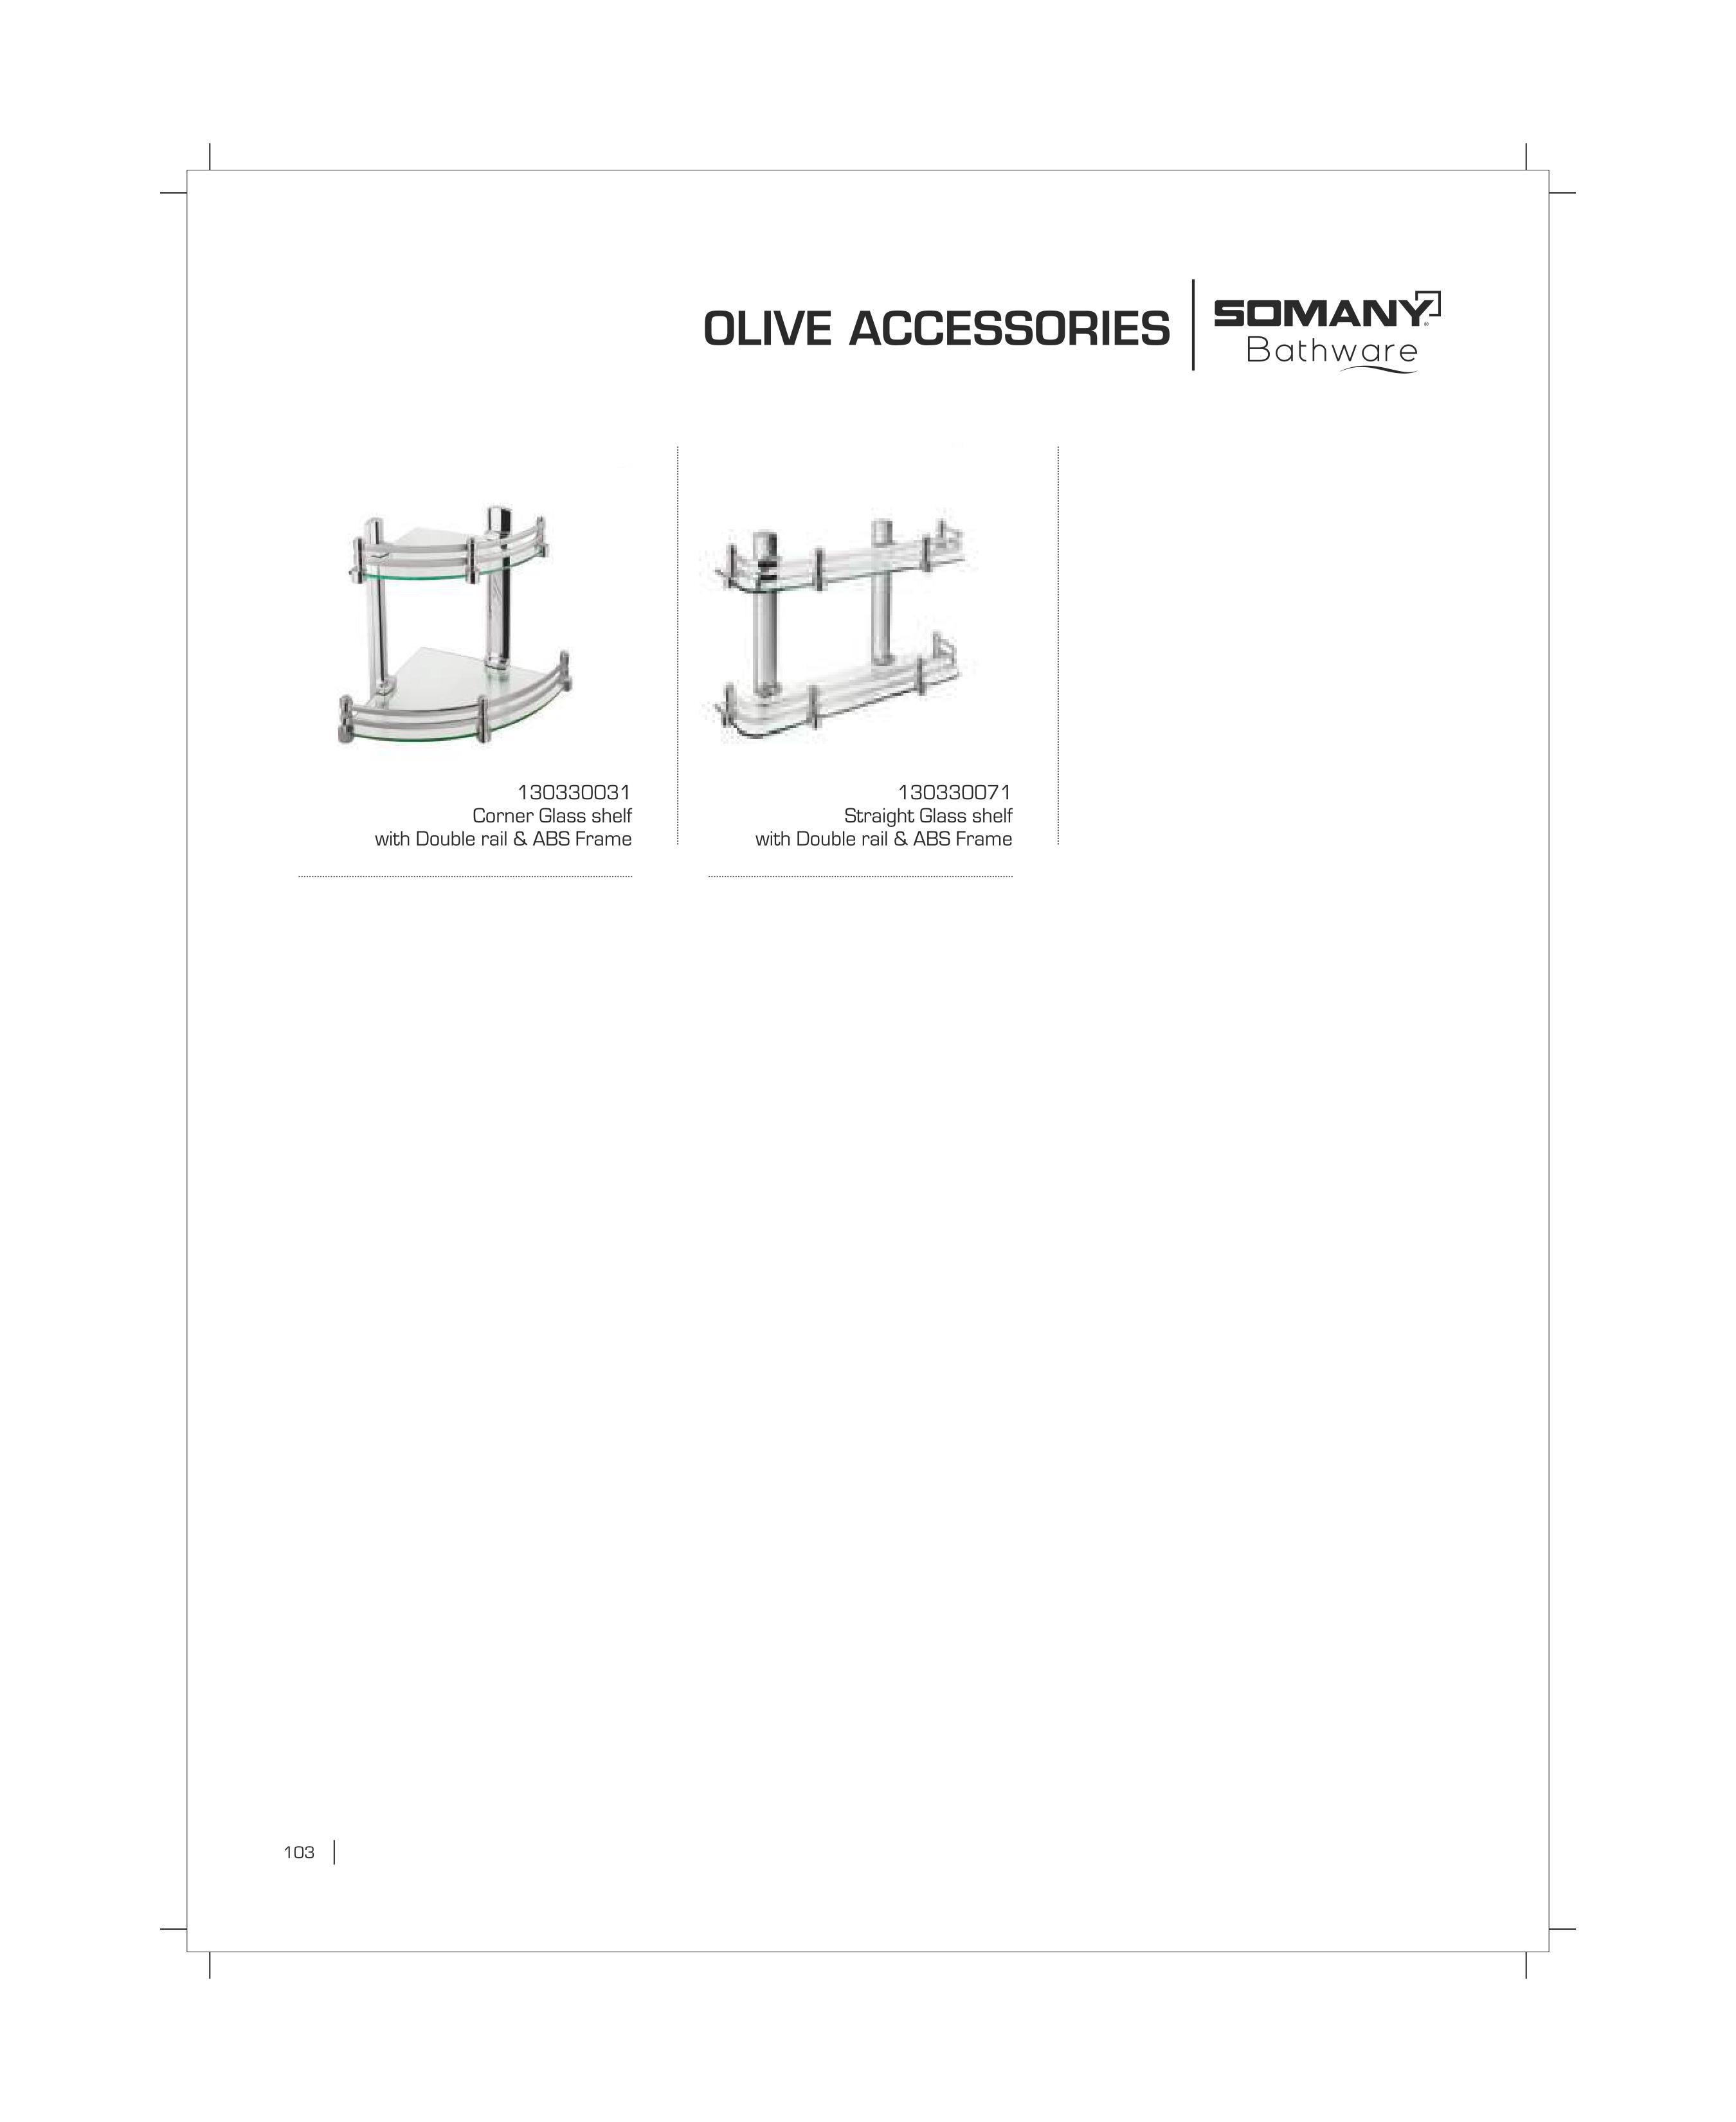 OLIVE ACCESSORIES
SOMANY®
Bathware
130330031
Corner Glass shelf
with Double rail & ABS Frame
130330071
Straight Glass shelf
with Double rail & ABS Frame
103